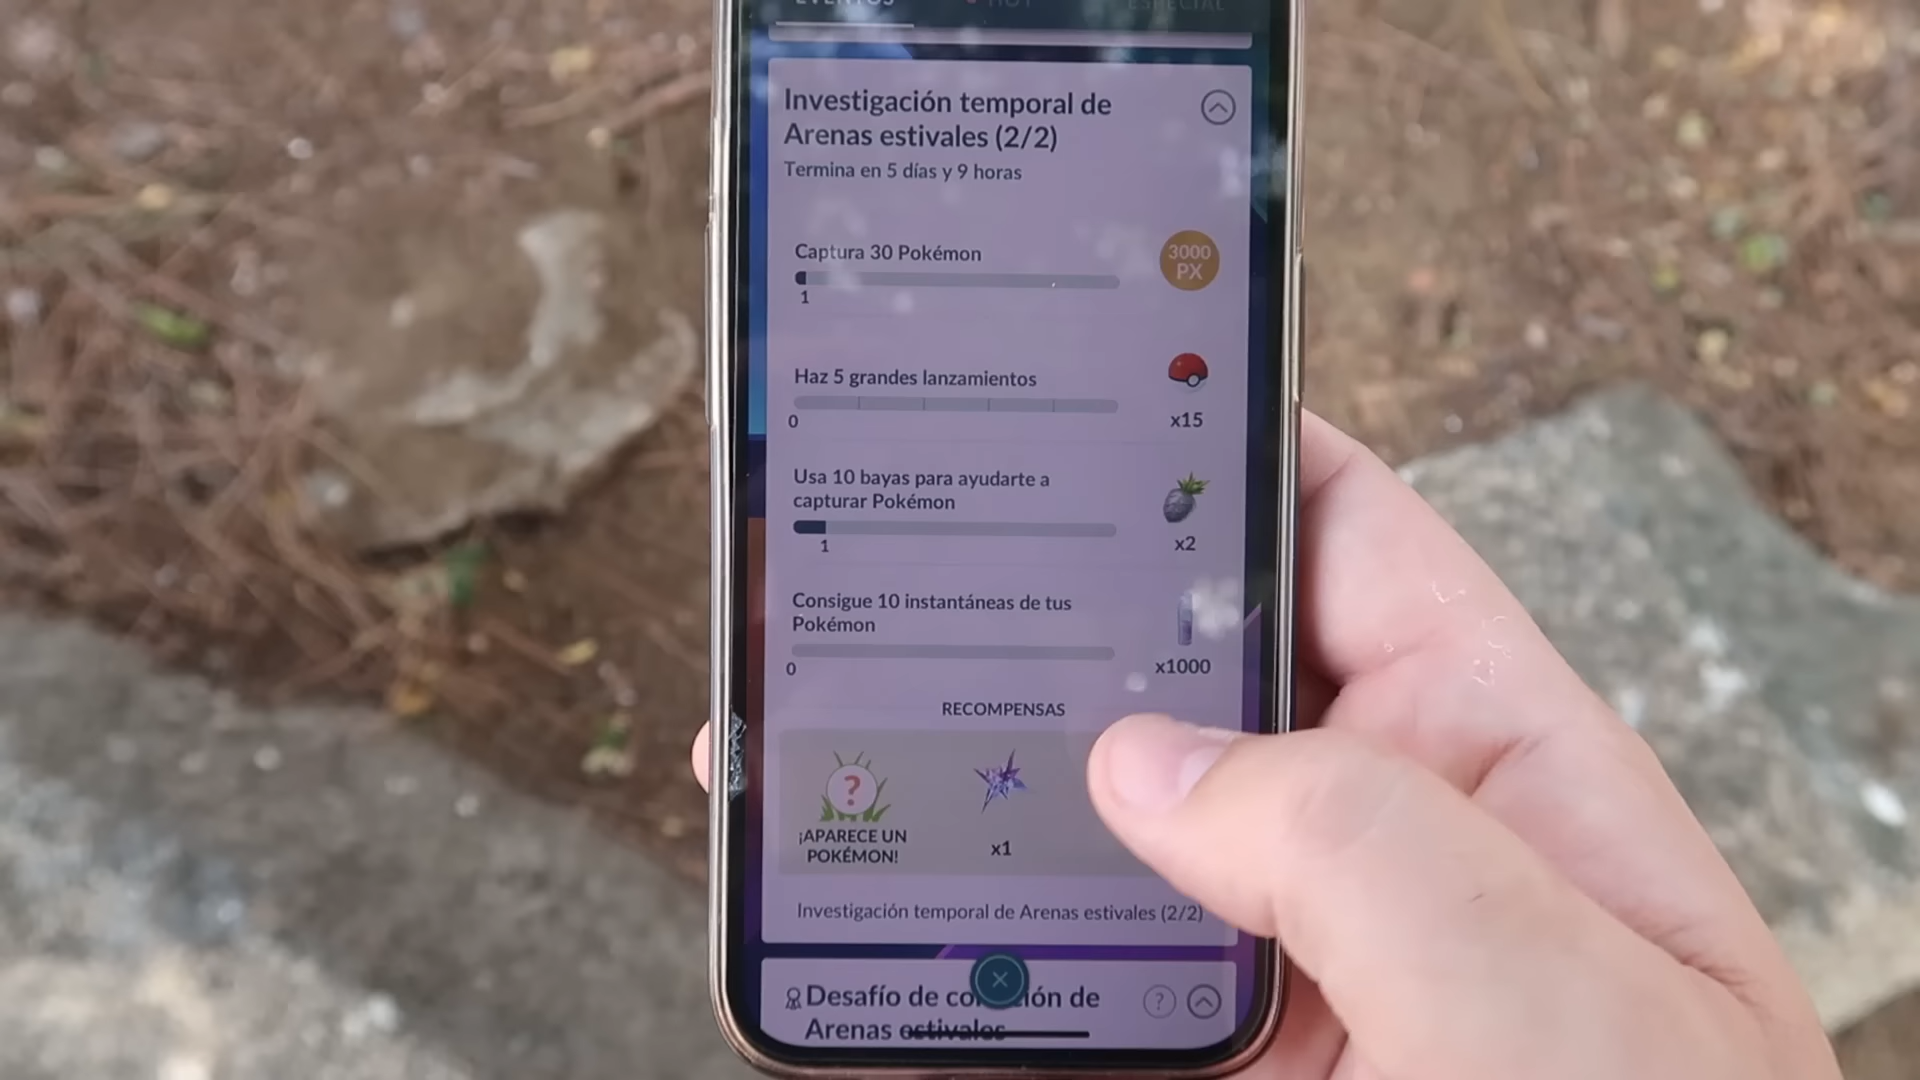 EVENTOS HOY ESPECIAL
Investigación temporal de
Arenas estivales (2/2)
Termina en 5 días y 9 horas
Captura 30 Pokémon
3000
PX
1
Haz 5 grandes lanzamientos
0
x15
Usa 10 bayas para ayudarte a
capturar Pokémon
1
x2
Consigue 10 instantáneas de tus
Pokémon
0
x1000
RECOMPENSAS
?
¡APARECE UN
POKÉMON!
x1
Investigación temporal de Arenas estivales (2/2)
Desafío de co ión de
?
Arenas estivales